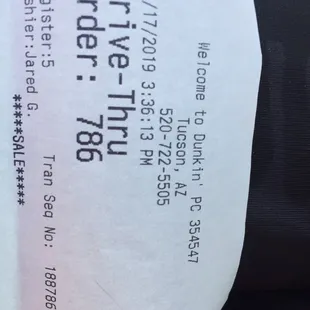 Welcome to Dunkin' PC 354547
Tucson, AZ
520-722-5505
/17/2019 3:36:13 PM
rive-Thru
rder: 786
gister:5 Tran Seq No: 188786
shier:Jared G.
*****SALE*****